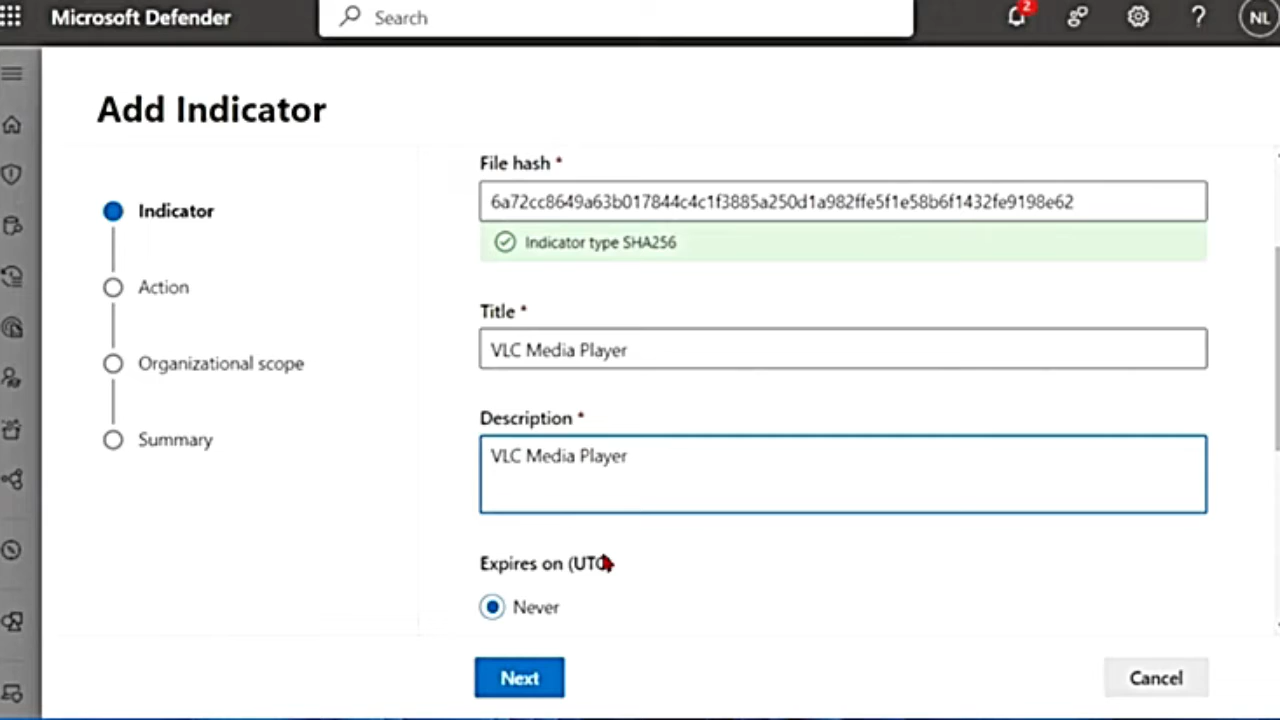 Microsoft Defender
Search
2
NL
Add Indicator
Indicator
Action
Organizational scope
Summary
File hash *
6a72cc8649a63b017844c4c1f3885a250d1a982ffe5f1e58b6f1432fe9198e62
Indicator type SHA256
Title *
VLC Media Player
Description *
VLC Media Player
Expires on (UTC)
Never
Next
Cancel